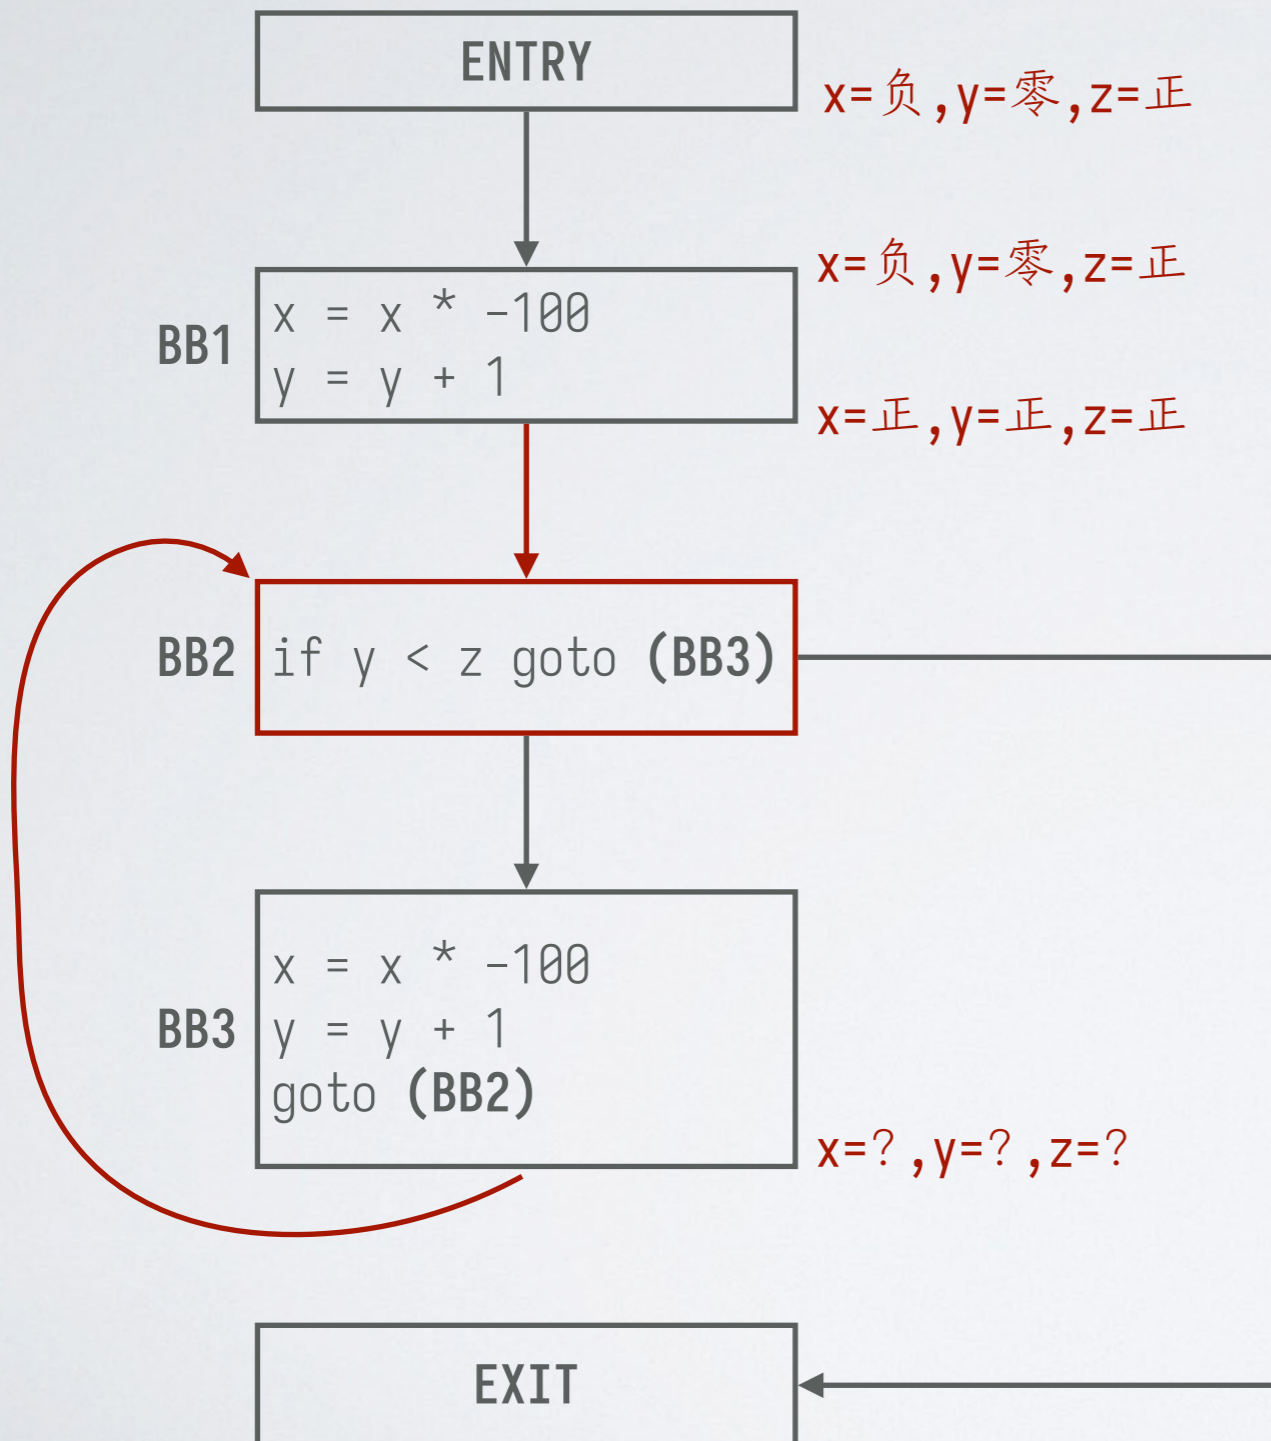 ENTRY
x=负,y=零,z=正
x=负,y=零,z=正
BB1
x = x * -100
y = y + 1
x=正,y=正,z=正
BB2
if y < z goto (BB3)
BB3
x = x * -100
y = y + 1
goto (BB2)
x=?,y=?,z=?
EXIT